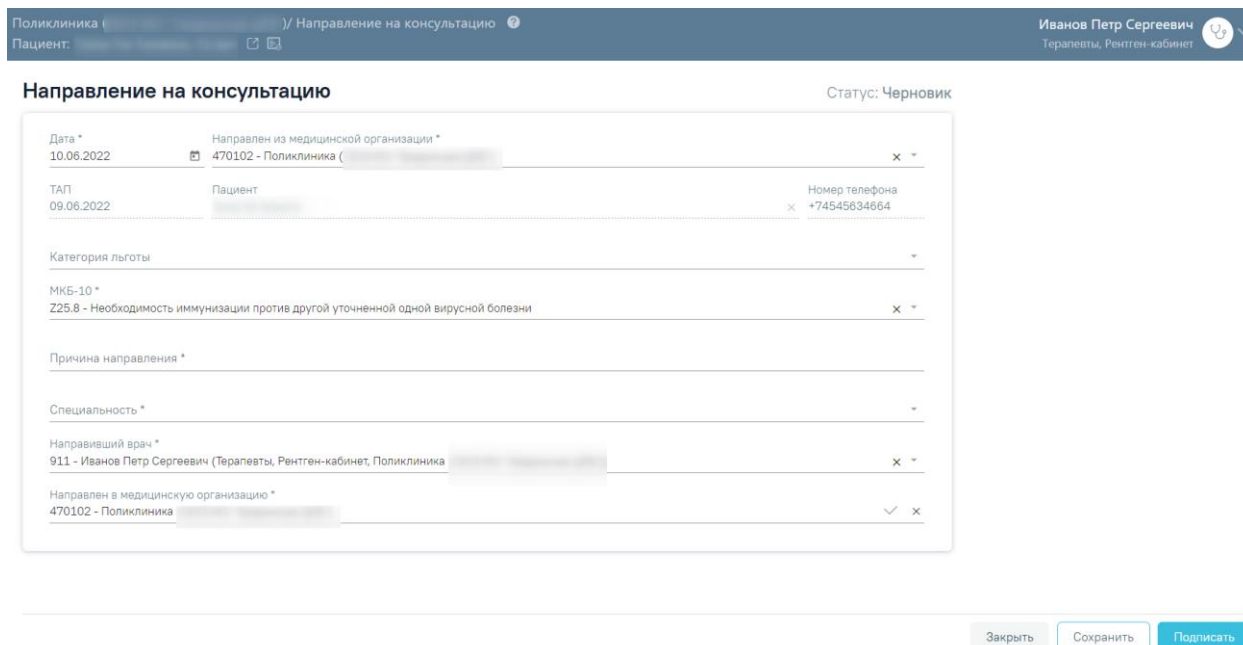 Поликлиника ( )/ Направление на консультацию ?
Иванов Петр Сергеевич
Пациент:
Терапевты, Рентген-кабинет
Направление на консультацию
Статус: Черновик
Дата * Направлен из медицинской организации *
10.06.2022 470102 - Поликлиника (
ТАП Пациент Номер телефона
09.06.2022 +74545634664
Категория льготы
МКБ-10 *
Z25.8 - Необходимость иммунизации против другой уточненной одной вирусной болезни
Причина направления *
Специальность *
Направивший врач *
911 - Иванов Петр Сергеевич (Терапевты, Рентген-кабинет, Поликлиника
Направлен в медицинскую организацию *
470102 - Поликлиника
Закрыть Сохранить Подписать